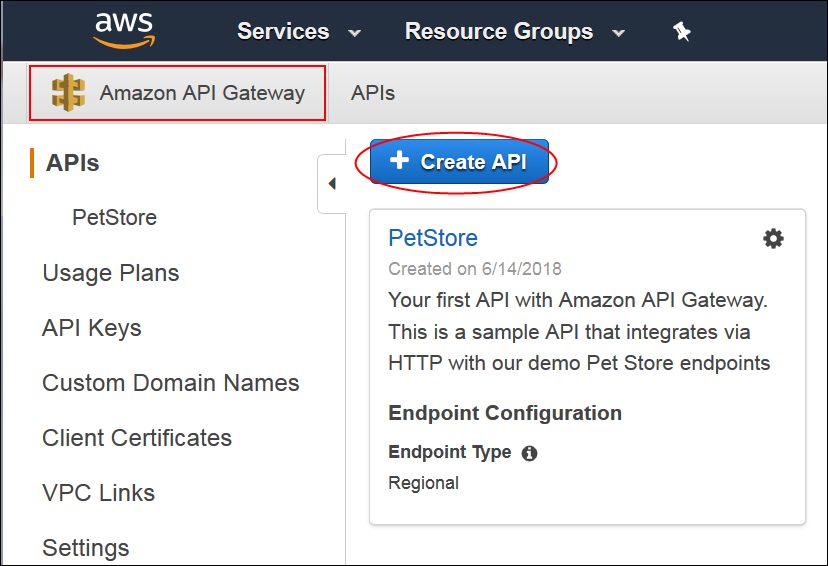 aws
Services
Resource Groups
Amazon API Gateway
APIs
APIs
PetStore
Usage Plans
API Keys
Custom Domain Names
Client Certificates
VPC Links
Settings
+ Create API
PetStore
Created on 6/14/2018
Your first API with Amazon API Gateway.
This is a sample API that integrates via
HTTP with our demo Pet Store endpoints
Endpoint Configuration
Endpoint Type
Regional